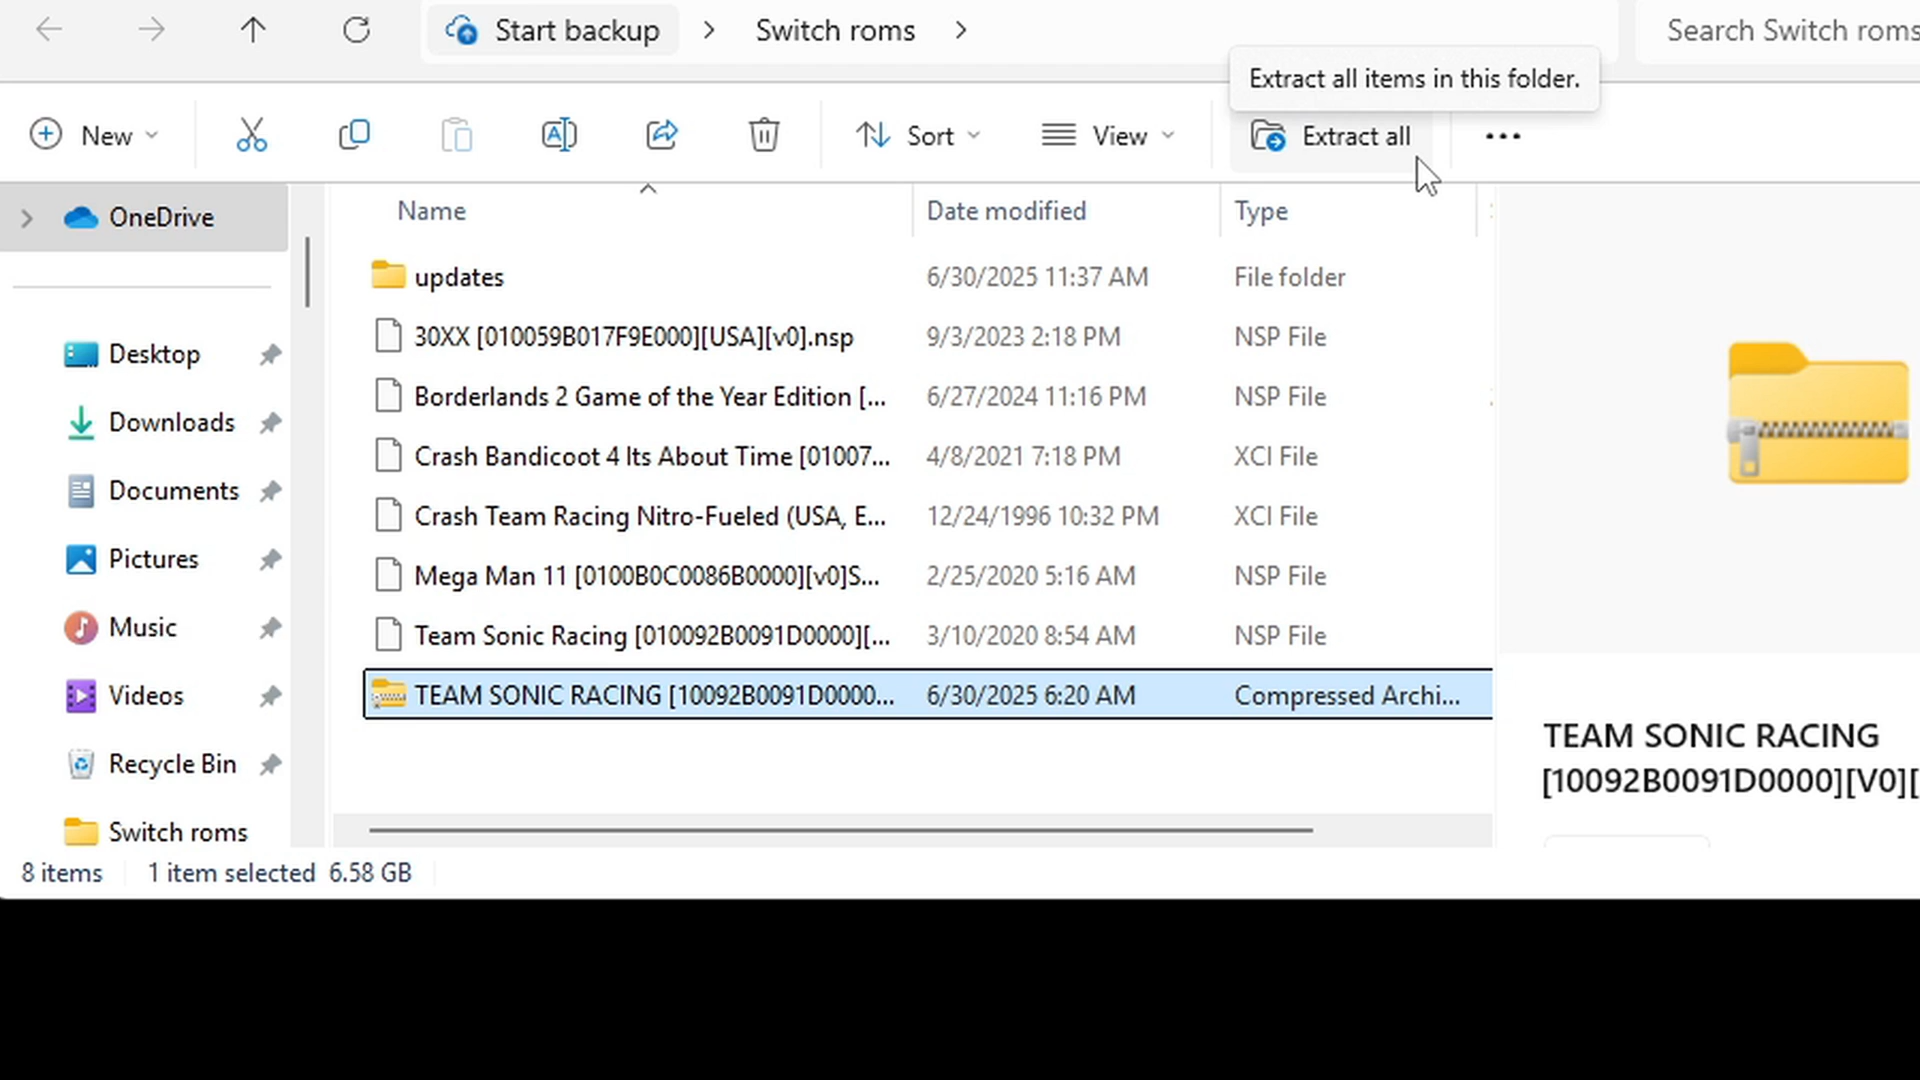 Start backup > Switch roms >
Search Switch roms
Extract all items in this folder.
New
Sort
View
Extract all
OneDrive
Desktop
Downloads
Documents
Pictures
Music
Videos
Recycle Bin
Switch roms
Name Date modified Type
updates 6/30/2025 11:37 AM File folder
30XX [010059B017F9E000][USA][v0].nsp 9/3/2023 2:18 PM NSP File
Borderlands 2 Game of the Year Edition [... 6/27/2024 11:16 PM NSP File
Crash Bandicoot 4 Its About Time [01007... 4/8/2021 7:18 PM XCI File
Crash Team Racing Nitro-Fueled (USA, E... 12/24/1996 10:32 PM XCI File
Mega Man 11 [0100B0C0086B0000][v0]S... 2/25/2020 5:16 AM NSP File
Team Sonic Racing [010092B0091D0000][... 3/10/2020 8:54 AM NSP File
TEAM SONIC RACING [10092B0091D0000... 6/30/2025 6:20 AM Compressed Archi...
TEAM SONIC RACING
[10092B0091D0000][V0][
8 items 1 item selected 6.58 GB